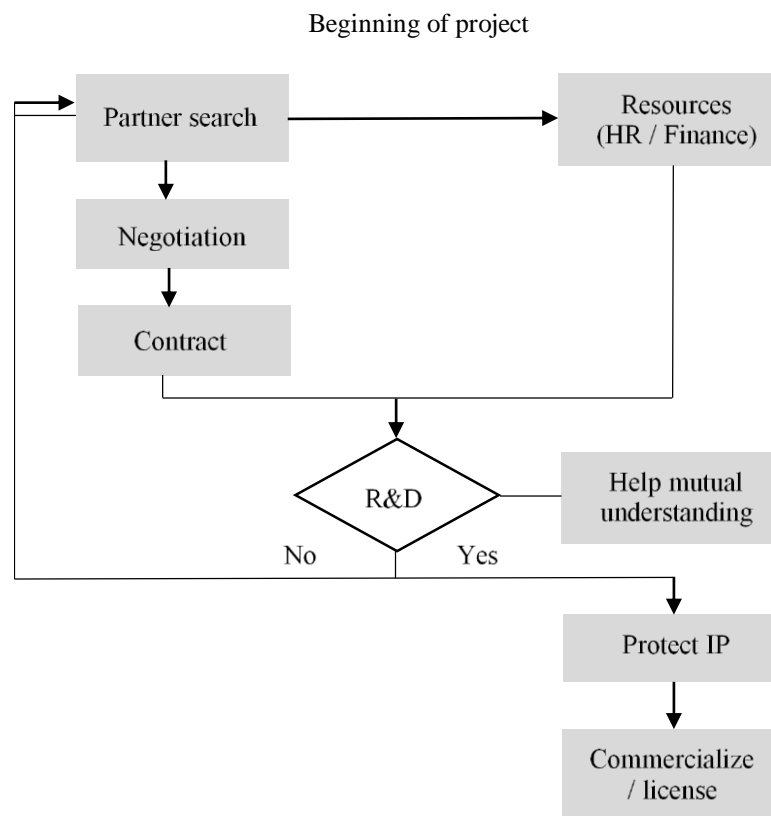 Beginning of project
Partner search
Resources
(HR / Finance)
Negotiation
Contract
R&D
Help mutual
understanding
No
Yes
Protect IP
Commercialize
/ license